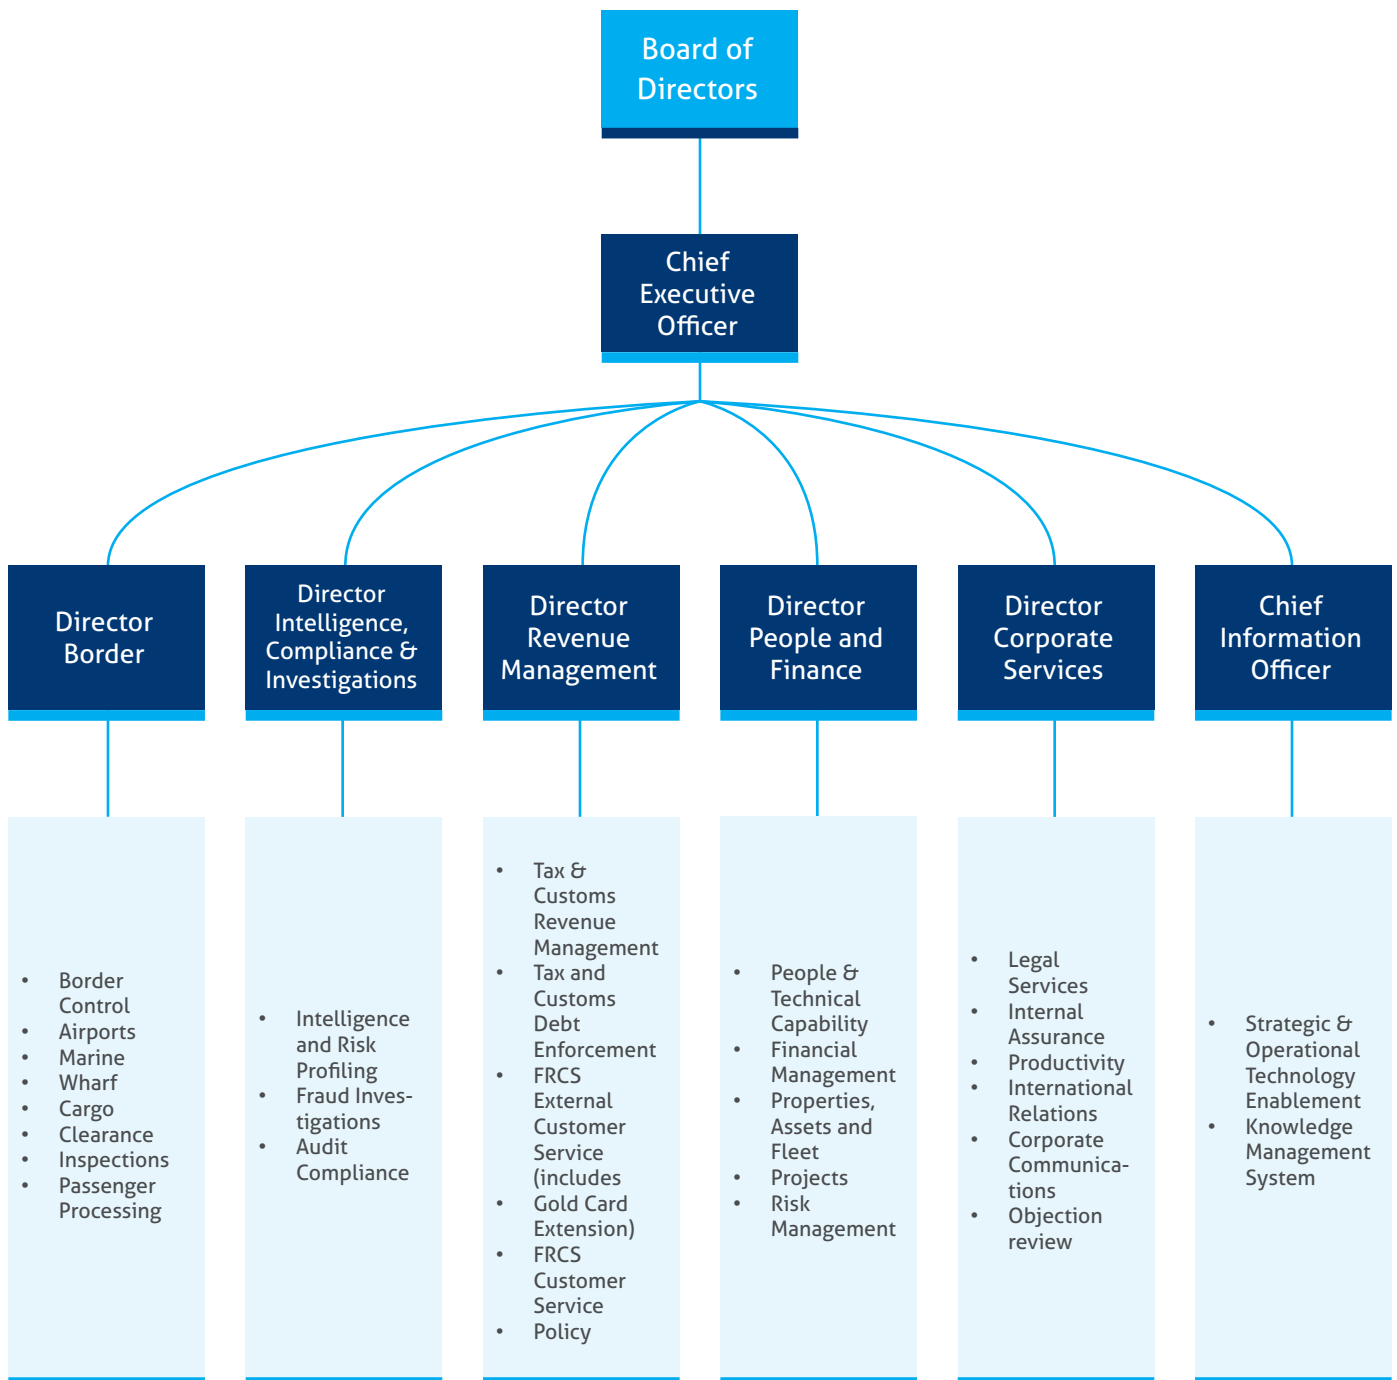 Board of
Directors
Chief
Executive
Officer
Director
Border
Director
Intelligence,
Compliance &
Investigations
Director
Revenue
Management
Director
People and
Finance
Director
Corporate
Services
Chief
Information
Officer
• Border
Control
• Airports
• Marine
• Wharf
• Cargo
• Clearance
• Inspections
• Passenger
Processing
• Intelligence
and Risk
Profiling
• Fraud Inves-
tigations
• Audit
Compliance
• Tax &
Customs
Revenue
Management
• Tax and
Customs
Debt
Enforcement
• FRCS
External
Customer
Service
(includes
• Gold Card
Extension)
• FRCS
Customer
Service
• Policy
• People &
Technical
Capability
• Financial
Management
• Properties,
Assets and
Fleet
• Projects
• Risk
Management
• Legal
Services
• Internal
Assurance
• Productivity
• International
Relations
• Corporate
Communica-
tions
• Objection
review
• Strategic &
Operational
Technology
Enablement
• Knowledge
Management
System